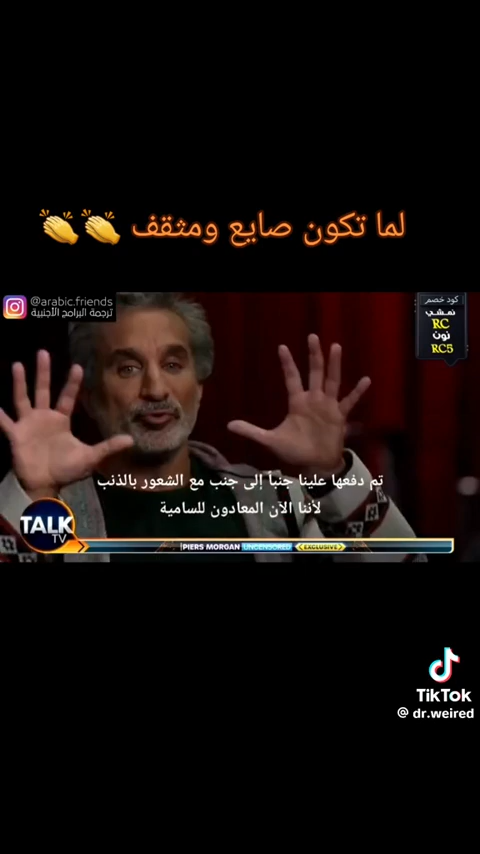 لما تكون صايع ومثقف 👏👏
@arabic.friends
ترجمة البرامج الأجنبية
كود خصم
نمشي
RC
نون
RC5
تم دفعها علينا جنباً إلى جنب مع الشعور بالذنب
لأننا الآن المعادون للسامية
TALK
TV
PIERS MORGAN UNCENSORED EXCLUSIVE
TikTok
@ dr.weired